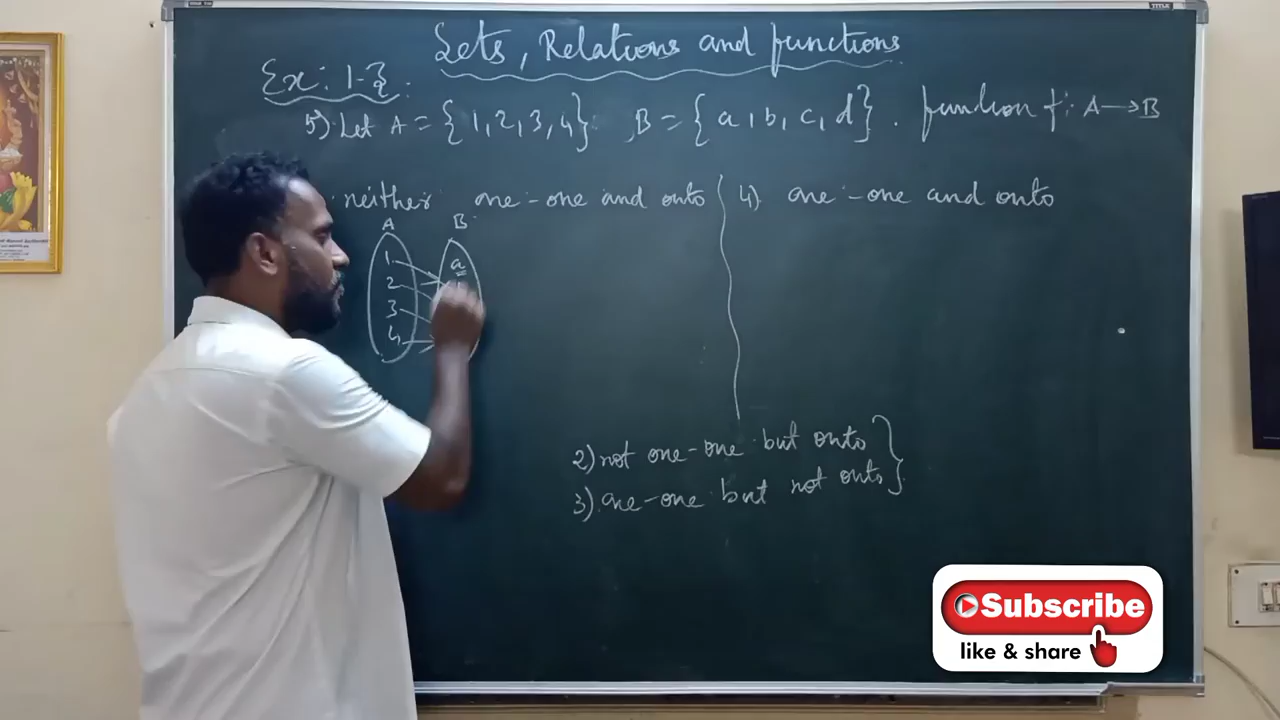 Sets, Relations and functions
Ex: 1-3.
5). Let A = { 1, 2, 3, 4 } , B = { a, b, c, d } . function f: A → B
neither one-one and onto
4). one-one and onto
A B
1
2
3
4
a
2) not one-one but onto
3). one-one but not onto
Subscribe
like & share
TITLE